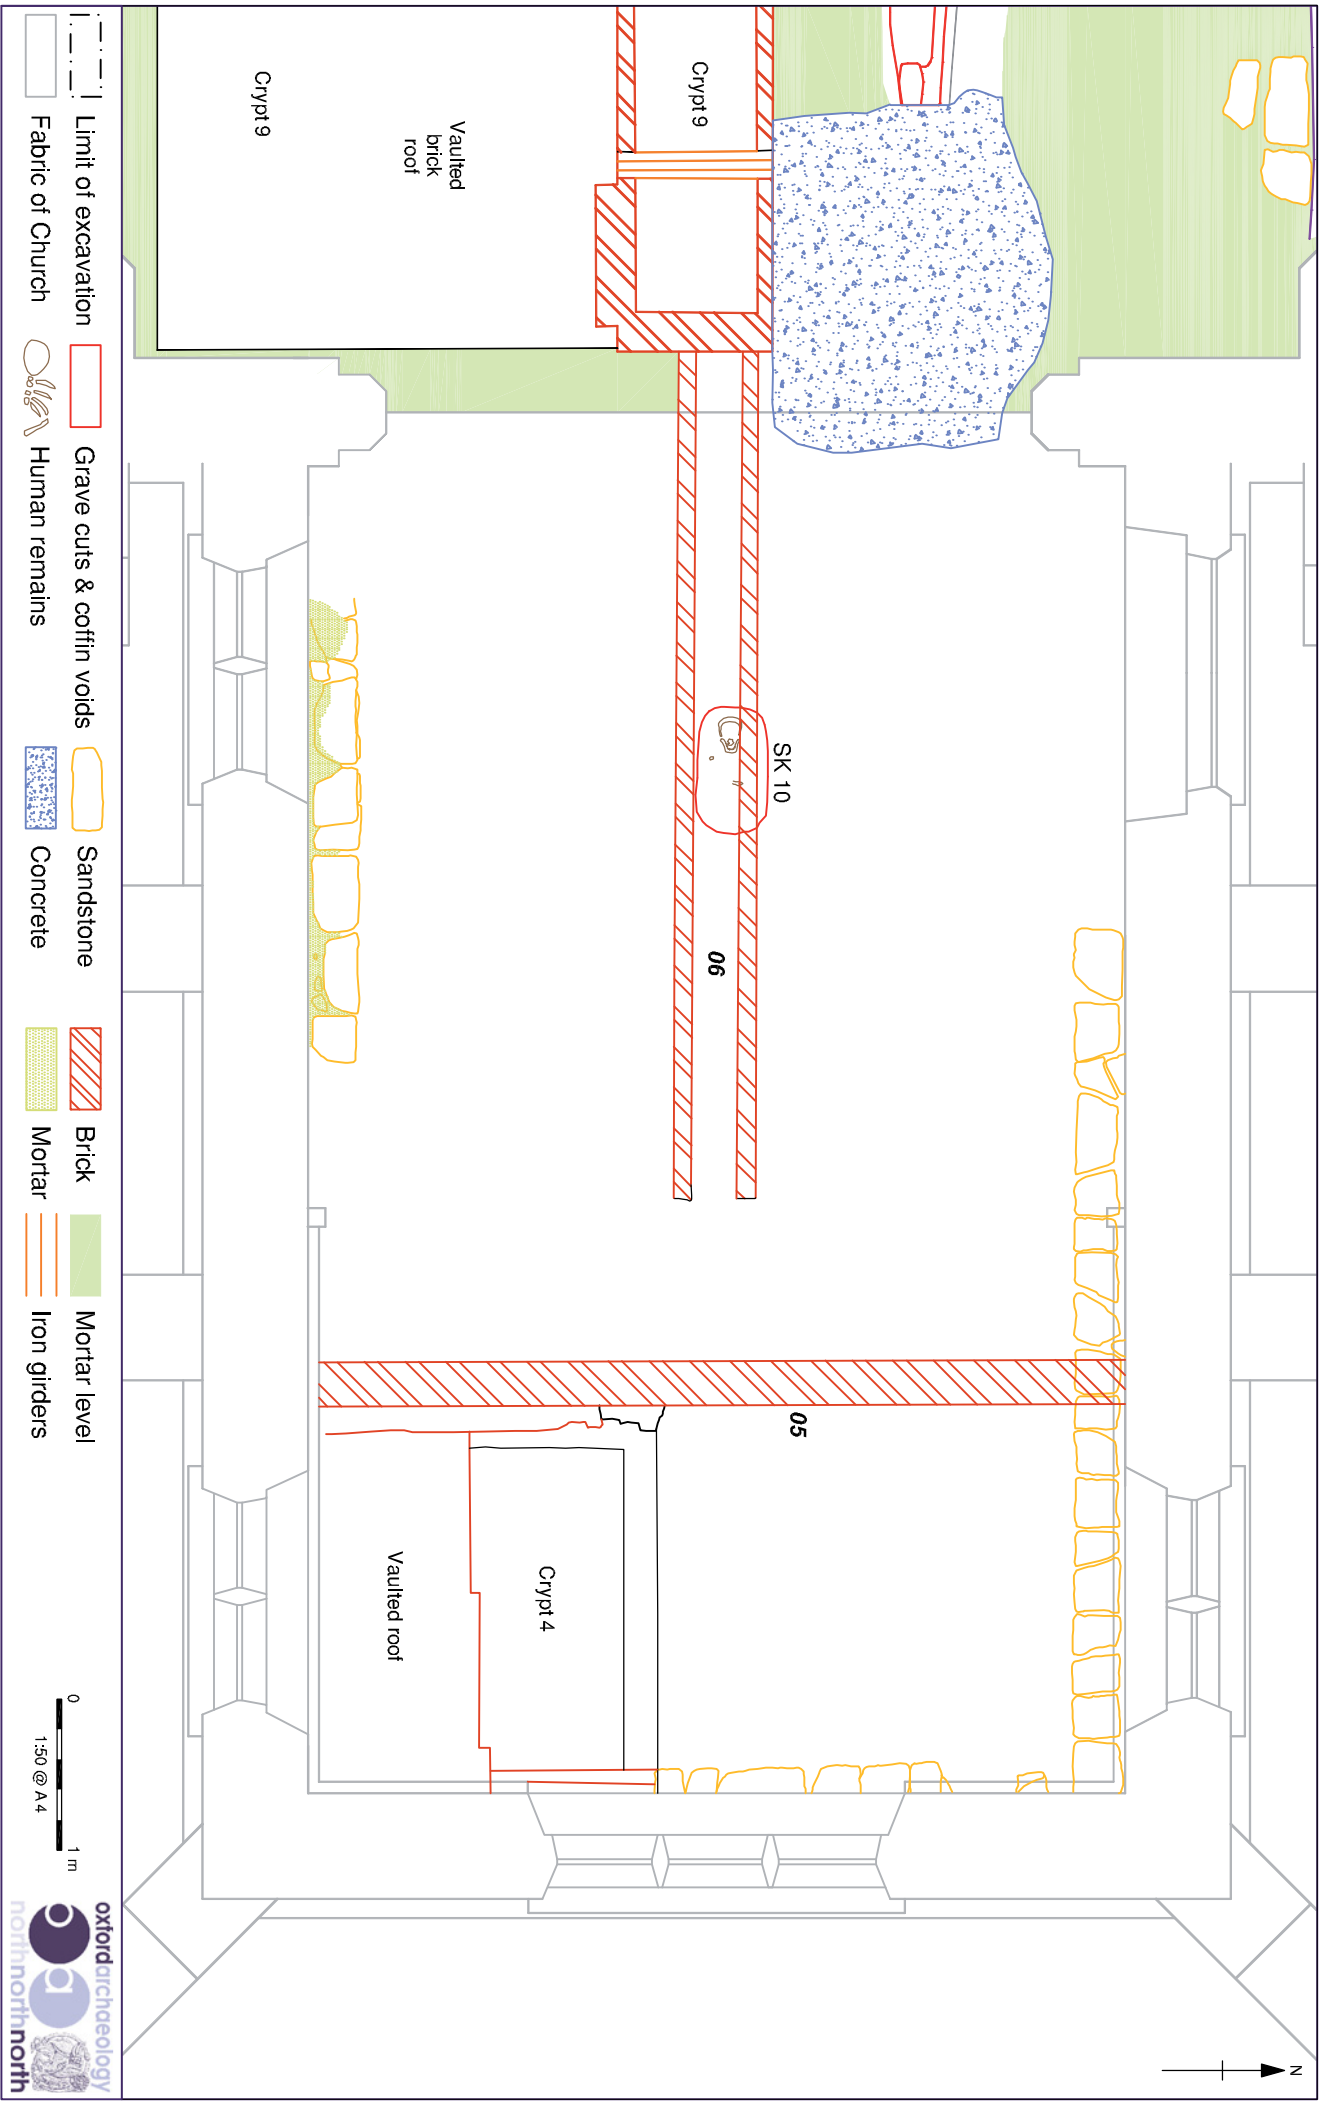 Crypt 9
Crypt 9
Vaulted
brick
roof
SK 10
06
05
Crypt 4
Vaulted roof
Limit of excavation
Grave cuts & coffin voids
Sandstone
Brick
Mortar level
Fabric of Church
Human remains
Concrete
Mortar
Iron girders
0
1 m
1:50 @ A4
oxfordarchaeology
northnorthnorth
N